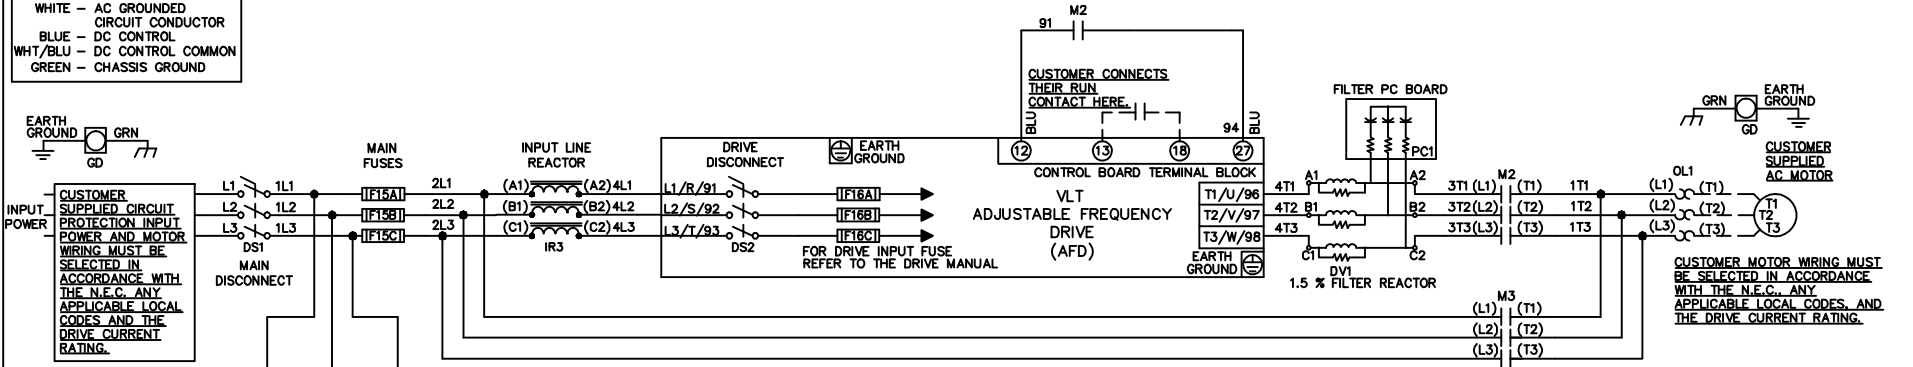 WHITE – AC GROUNDED
CIRCUIT CONDUCTOR
BLUE – DC CONTROL
WHT/BLU – DC CONTROL COMMON
GREEN – CHASSIS GROUND
EARTH
GROUND
GRN
GD
INPUT
POWER
CUSTOMER
SUPPLIED CIRCUIT
PROTECTION INPUT
POWER AND MOTOR
WIRING MUST BE
SELECTED IN
ACCORDANCE WITH
THE N.E.C. ANY
APPLICABLE LOCAL
CODES AND THE
DRIVE CURRENT
RATING.
L1 1L1
L2 1L2
L3 1L3
DS1
MAIN
DISCONNECT
MAIN
FUSES
F15A
F15B
F15C
2L1
2L2
2L3
INPUT LINE
REACTOR
(A1) (A2) 4L1
(B1) (B2) 4L2
(C1) (C2) 4L3
IR3
L1/R/91
L2/S/92
L3/T/93
DRIVE
DISCONNECT
DS2
EARTH
GROUND
F16A
F16B
F16C
FOR DRIVE INPUT FUSE
REFER TO THE DRIVE MANUAL
91
M2
CUSTOMER CONNECTS
THEIR RUN
CONTACT HERE.
BLU
94
BLU
12
13
18
27
CONTROL BOARD TERMINAL BLOCK
VLT
ADJUSTABLE FREQUENCY
DRIVE
(AFD)
T1/U/96
T2/V/97
T3/W/98
EARTH
GROUND
4T1
4T2
4T3
FILTER PC BOARD
PC1
A1 A2
B1 B2
C1 C2
DV1
1.5 % FILTER REACTOR
M2
3T1 (L1) (T1) 1T1
3T2 (L2) (T2) 1T2
3T3 (L3) (T3) 1T3
M3
(L1) (T1)
(L2) (T2)
(L3) (T3)
OL1
(L1) (T1)
(L2) (T2)
(L3) (T3)
T1
T2
T3
GRN
GD
EARTH
GROUND
CUSTOMER
SUPPLIED
AC MOTOR
CUSTOMER MOTOR WIRING MUST
BE SELECTED IN ACCORDANCE
WITH THE N.E.C., ANY
APPLICABLE LOCAL CODES, AND
THE DRIVE CURRENT RATING.